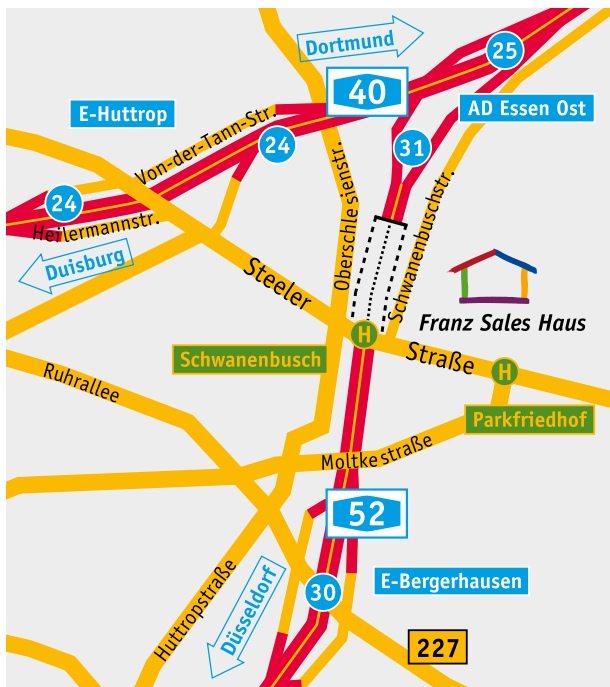 Dortmund
25
40
E-Huttrop
AD Essen Ost
Von-der-Tann-Str.
24
31
Oberschlesienstr.
Schwanenbuschstr.
24
Heilermannstr.
Duisburg
Steeler
Franz Sales Haus
H
Straße
Schwanenbusch
H
Ruhrallee
Parkfriedhof
Moltkestraße
52
Huttropstraße
Düsseldorf
30
E-Bergerhausen
227